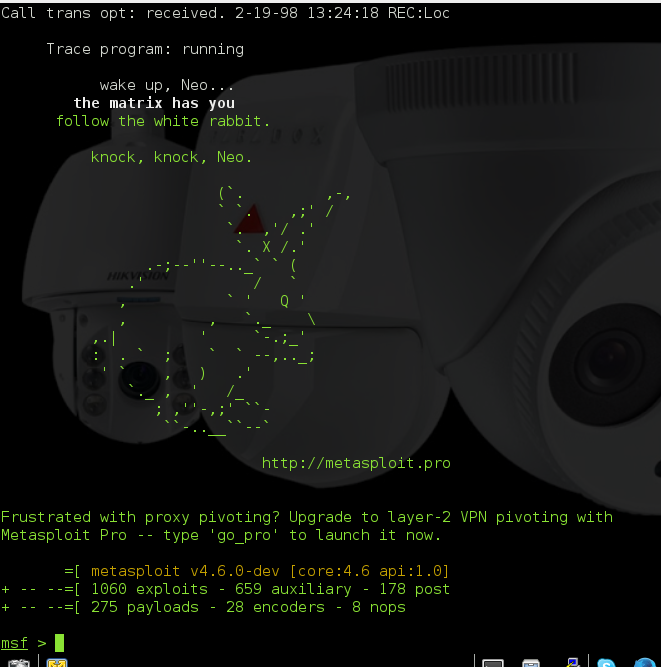 Call trans opt: received. 2-19-98 13:24:18 REC:Loc
Trace program: running
wake up, Neo...
the matrix has you
follow the white rabbit.
knock, knock, Neo.
HIKVISION
http://metasploit.pro
Frustrated with proxy pivoting? Upgrade to layer-2 VPN pivoting with
Metasploit Pro -- type 'go_pro' to launch it now.
=[ metasploit v4.6.0-dev [core:4.6 api:1.0]
+ -- --=[ 1060 exploits - 659 auxiliary - 178 post
+ -- --=[ 275 payloads - 28 encoders - 8 nops
msf >